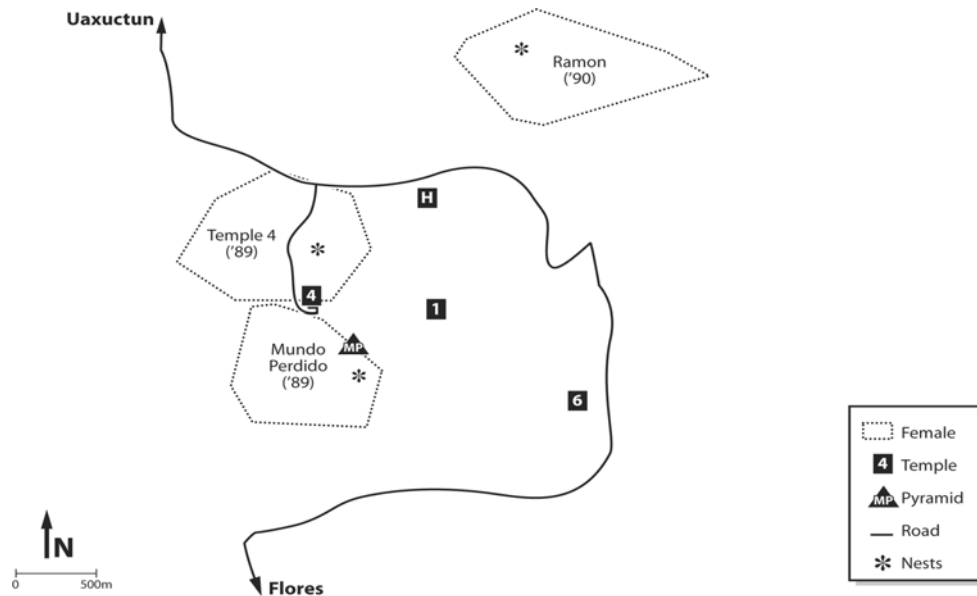 Uaxuctun
Ramon
('90)
H
Temple 4
('89)
4
1
Mundo
Perdido
('89)
MP
6
N
0 500m
Flores
Female
4 Temple
MP Pyramid
Road
Nests